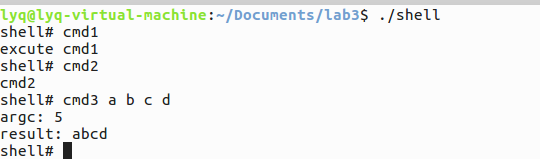 lyq@lyq-virtual-machine:~/Documents/lab3$ ./shell
shell# cmd1
excute cmd1
shell# cmd2
cmd2
shell# cmd3 a b c d
argc: 5
result: abcd
shell#